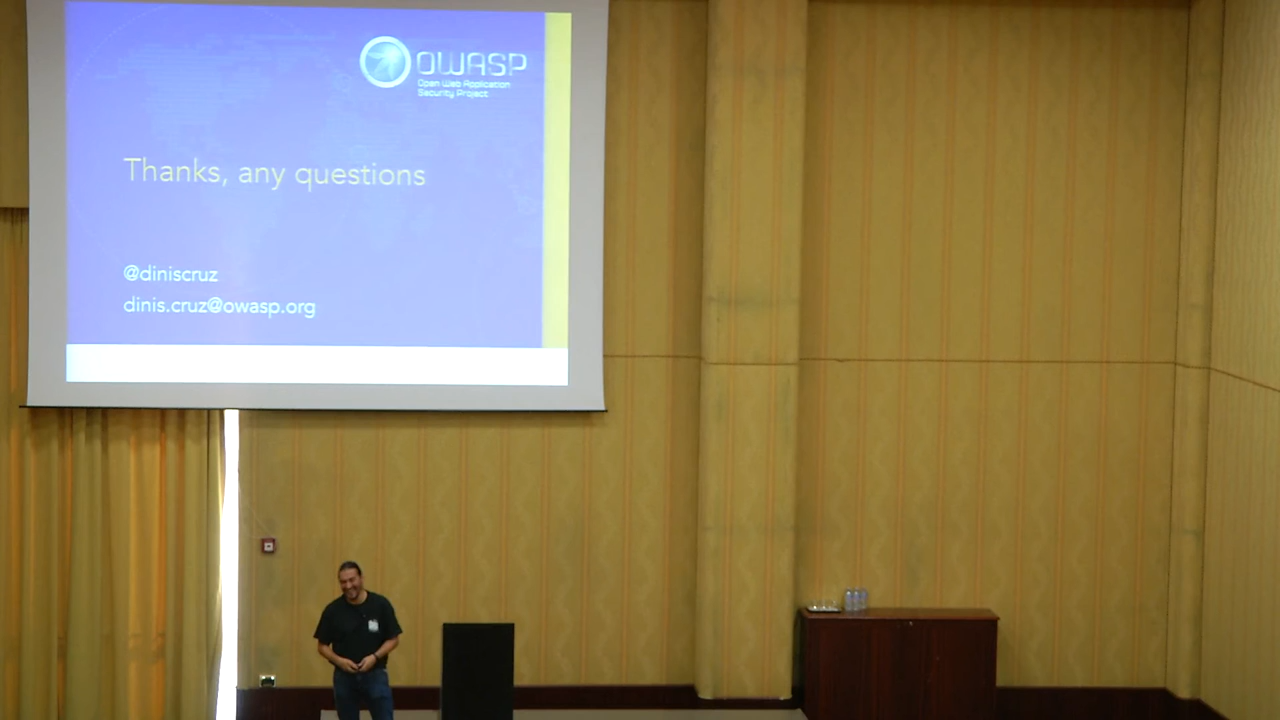 OWASP
Open Web Application
Security Project
Thanks, any questions
@diniscruz
dinis.cruz@owasp.org